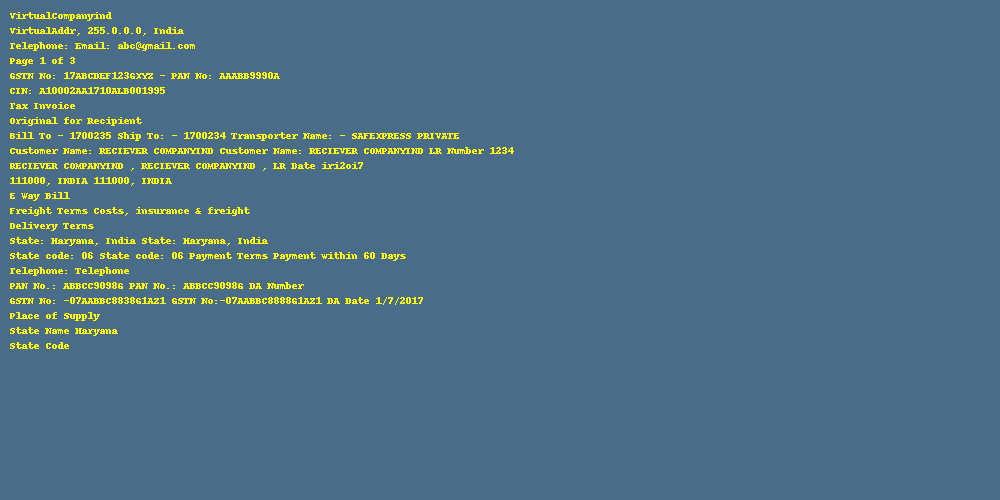 VirtualCompanyind
VirtualAddr, 255.0.0.0, India
Telephone: Email: abc@gmail.com
Page 1 of 3
GSTN No: 17ABCDEF123GXYZ - PAN No: AAABB9990A
CIN: A10002AA1710ALB001995
Tax Invoice
Original for Recipient
Bill To - 1700235 Ship To: - 1700234 Transporter Name: - SAFEXPRESS PRIVATE
Customer Name: RECIEVER COMPANYIND Customer Name: RECIEVER COMPANYIND LR Number 1234
RECIEVER COMPANYIND , RECIEVER COMPANYIND , LR Date iri2oi7
111000, INDIA 111000, INDIA
E Way Bill
Freight Terms Costs, insurance & freight
Delivery Terms
State: Haryana, India State: Haryana, India
State code: 06 State code: 06 Payment Terms Payment within 60 Days
Telephone: Telephone
PAN No.: ABBCC9098G PAN No.: ABBCC9098G DA Number
GSTN No: -07AABBC8838G1AZ1 GSTN No:-07AABBC8888G1AZ1 DA Date 1/7/2017
Place of Supply
State Name Haryana
State Code